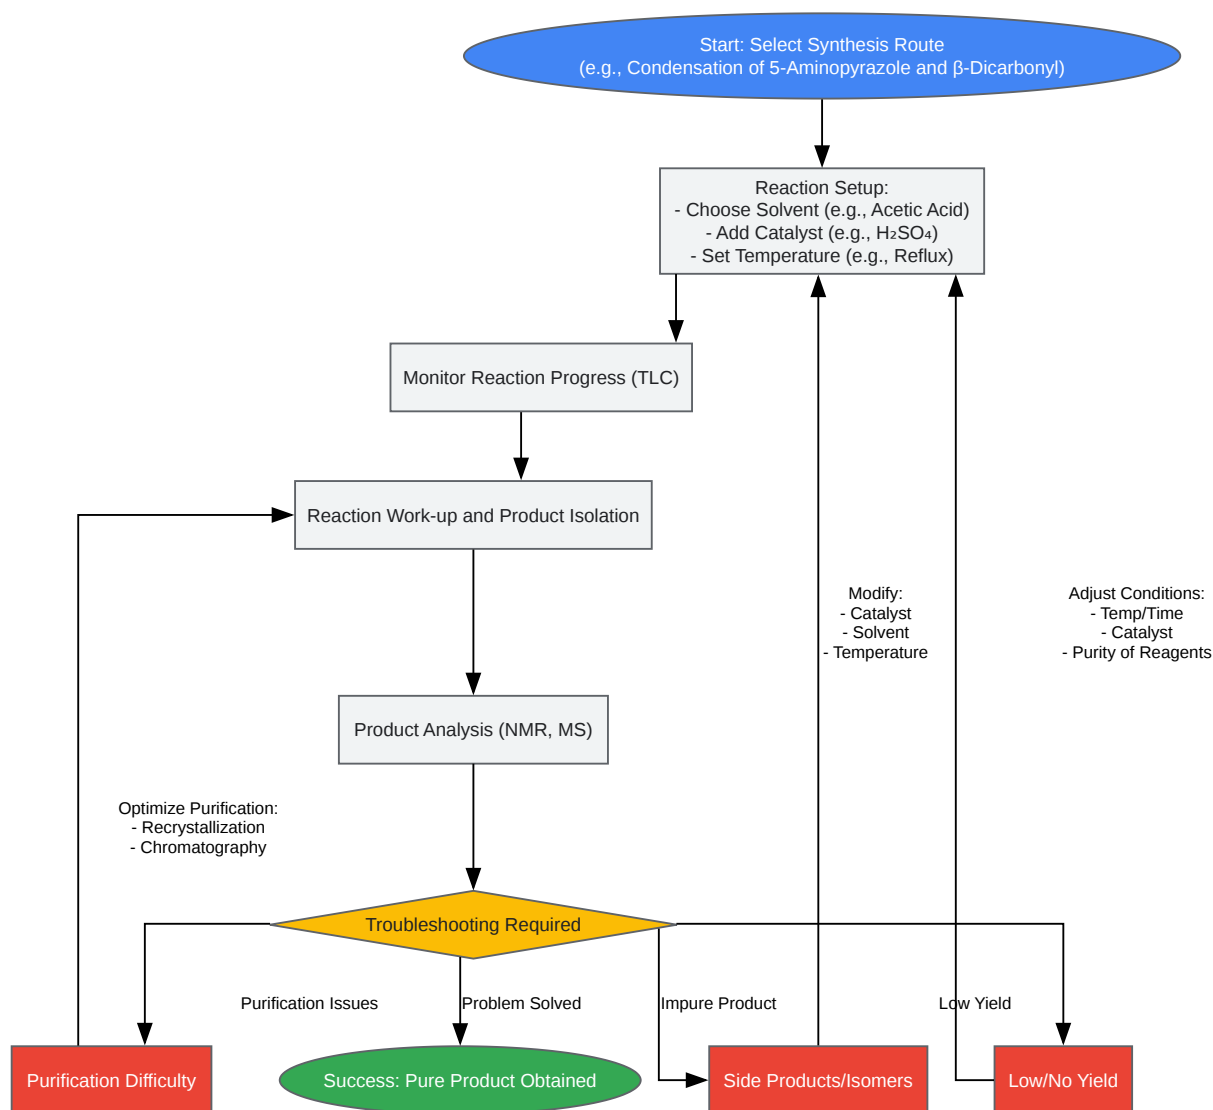 Start: Select Synthesis Route
(e.g., Condensation of 5-Aminopyrazole and β-Dicarbonyl)
Reaction Setup:
- Choose Solvent (e.g., Acetic Acid)
- Add Catalyst (e.g., H₂SO₄)
- Set Temperature (e.g., Reflux)
Monitor Reaction Progress (TLC)
Reaction Work-up and Product Isolation
Modify:
- Catalyst
- Solvent
- Temperature
Adjust Conditions:
- Temp/Time
- Catalyst
- Purity of Reagents
Product Analysis (NMR, MS)
Optimize Purification:
- Recrystallization
- Chromatography
Troubleshooting Required
Purification Issues
Problem Solved
Impure Product
Low Yield
Purification Difficulty
Success: Pure Product Obtained
Side Products/Isomers
Low/No Yield